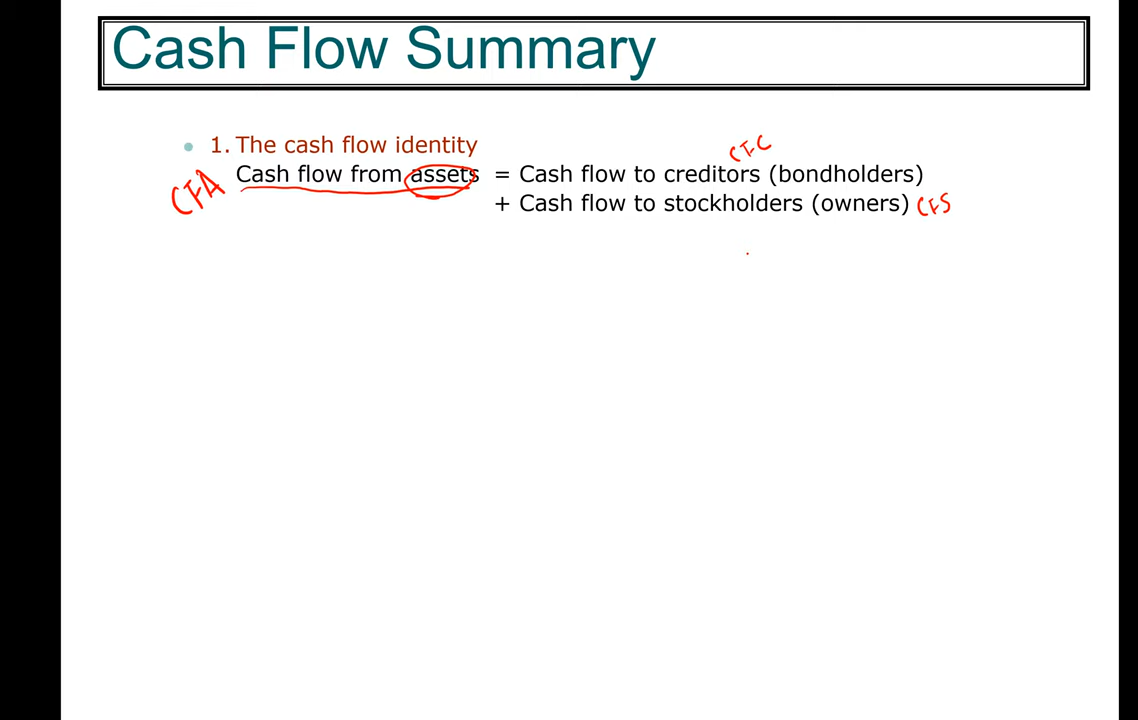 Cash Flow Summary
1. The cash flow identity
CFC
CFA Cash flow from assets = Cash flow to creditors (bondholders)
+ Cash flow to stockholders (owners) CFS